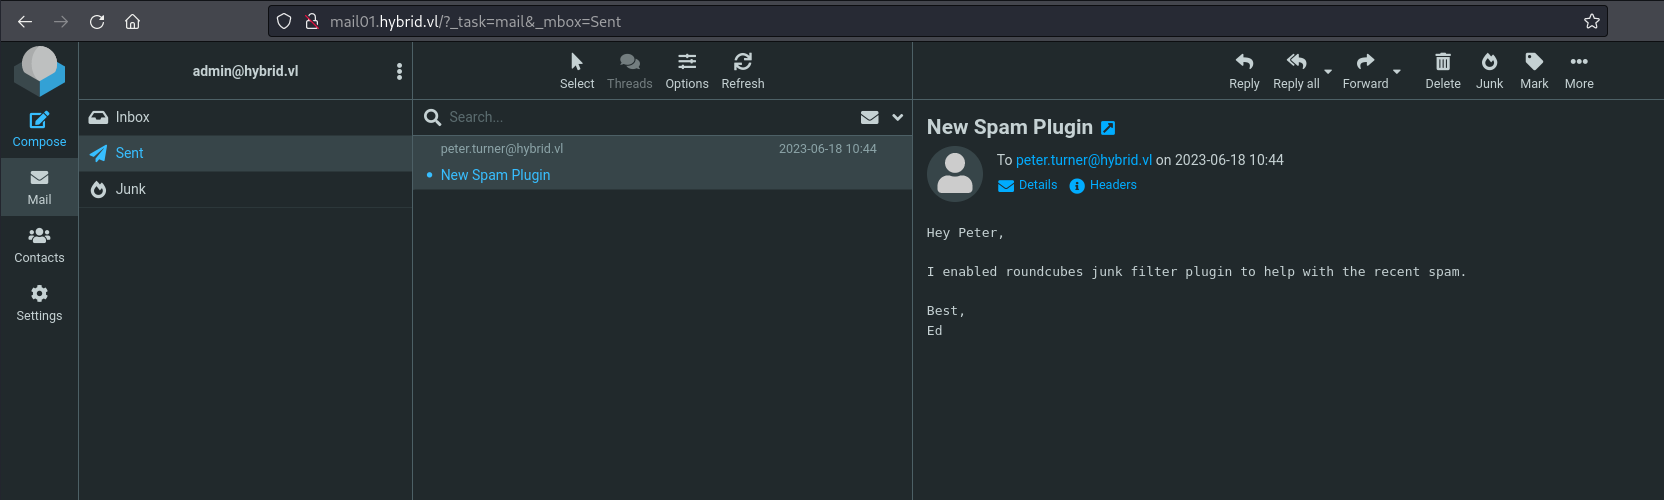 mail01.hybrid.vl/?_task=mail&_mbox=Sent
Compose
Mail
Contacts
Settings
admin@hybrid.vl
Inbox
Sent
Junk
Select
Threads
Options
Refresh
Search...
peter.turner@hybrid.vl 2023-06-18 10:44
New Spam Plugin
Reply
Reply all
Forward
Delete
Junk
Mark
More
New Spam Plugin
To peter.turner@hybrid.vl on 2023-06-18 10:44
Details Headers
Hey Peter,
I enabled roundcubes junk filter plugin to help with the recent spam.
Best,
Ed